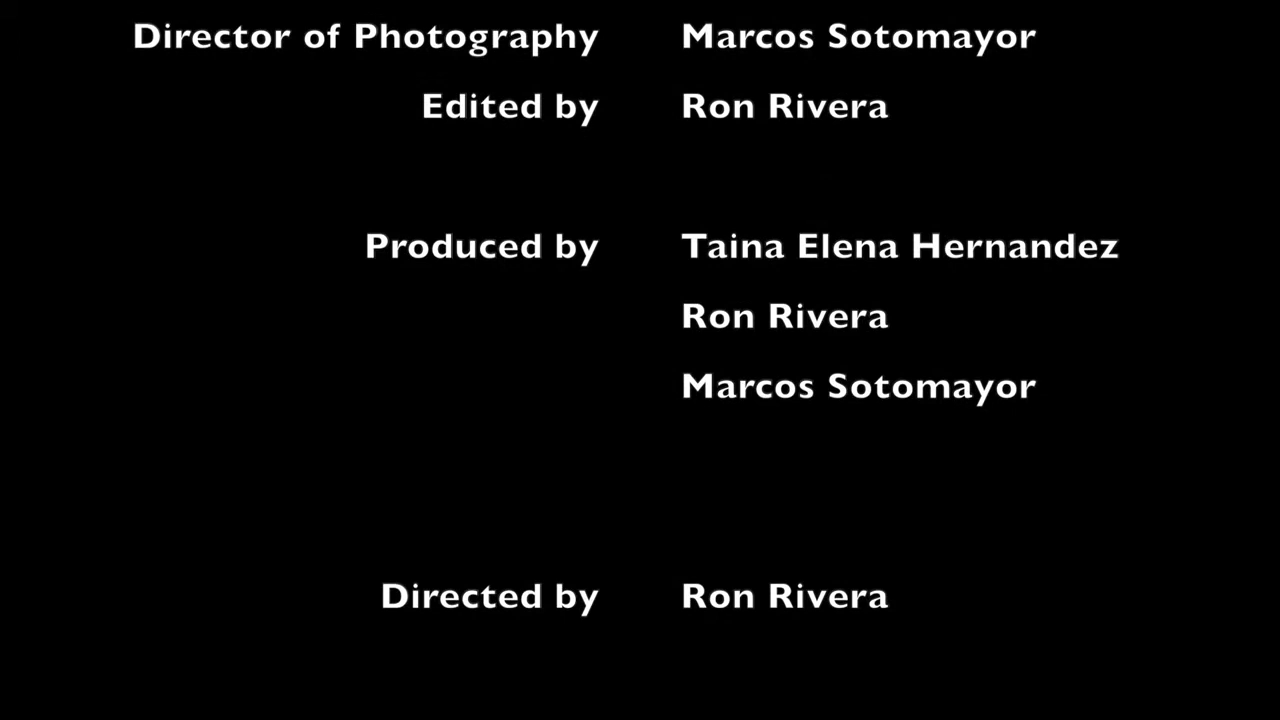 Director of Photography Marcos Sotomayor
Edited by Ron Rivera
Produced by Taina Elena Hernandez
Ron Rivera
Marcos Sotomayor
Directed by Ron Rivera